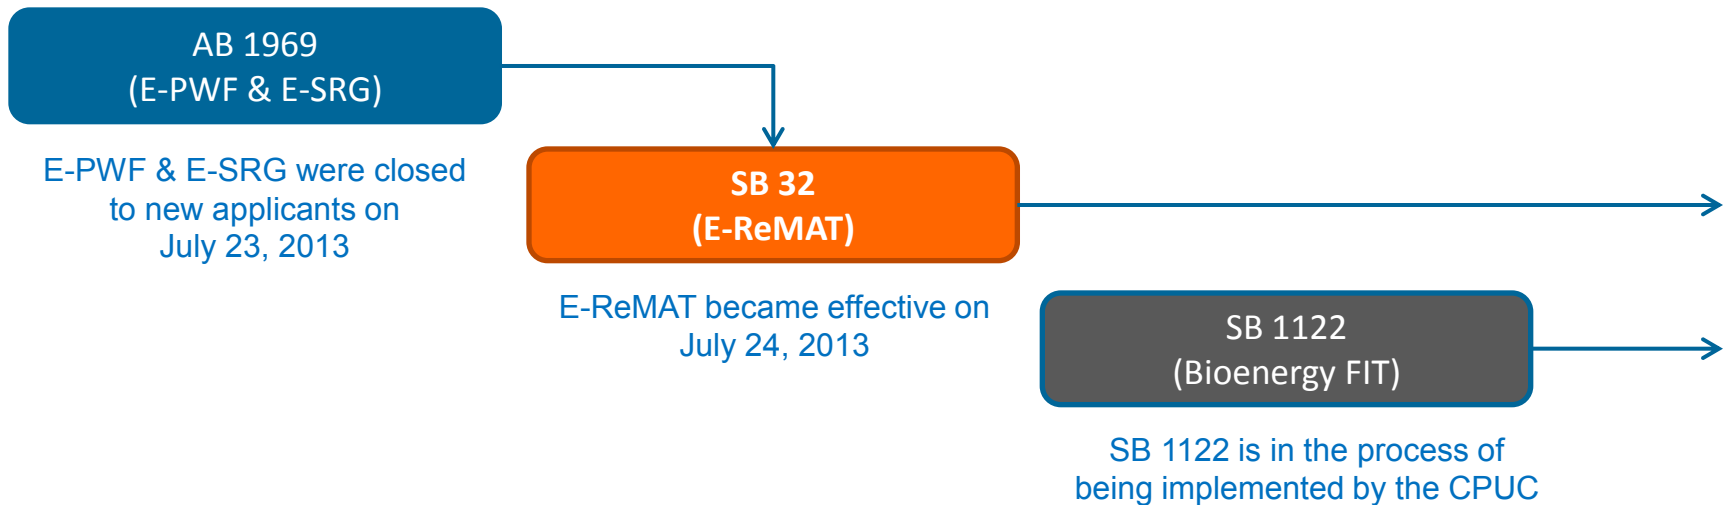 AB 1969
(E-PWF & E-SRG)
E-PWF & E-SRG were closed
to new applicants on
July 23, 2013
SB 32
(E-ReMAT)
E-ReMAT became effective on
July 24, 2013
SB 1122
(Bioenergy FIT)
SB 1122 is in the process of
being implemented by the CPUC